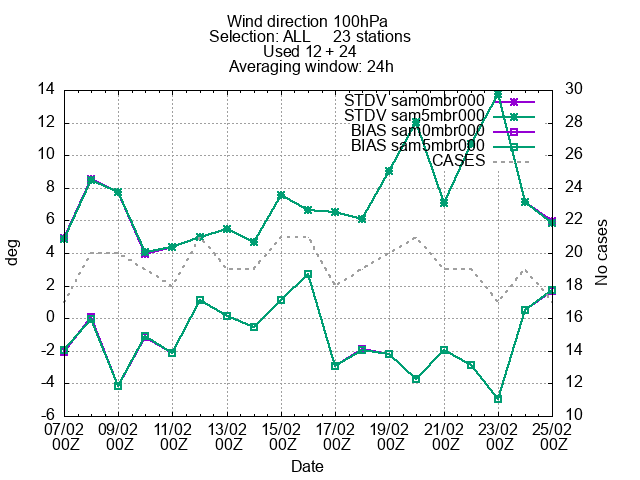 Wind direction 100hPa
Selection: ALL 23 stations
Used 12 + 24
Averaging window: 24h
STDV sam0mbr000
STDV sam5mbr000
BIAS sam0mbr000
BIAS sam5mbr000
CASES
14
12
10
8
6
4
2
0
-2
-4
-6
deg
30
28
26
24
22
20
18
16
14
12
10
No cases
07/02 09/02 11/02 13/02 15/02 17/02 19/02 21/02 23/02 25/02
00Z 00Z 00Z 00Z 00Z 00Z 00Z 00Z 00Z 00Z
Date